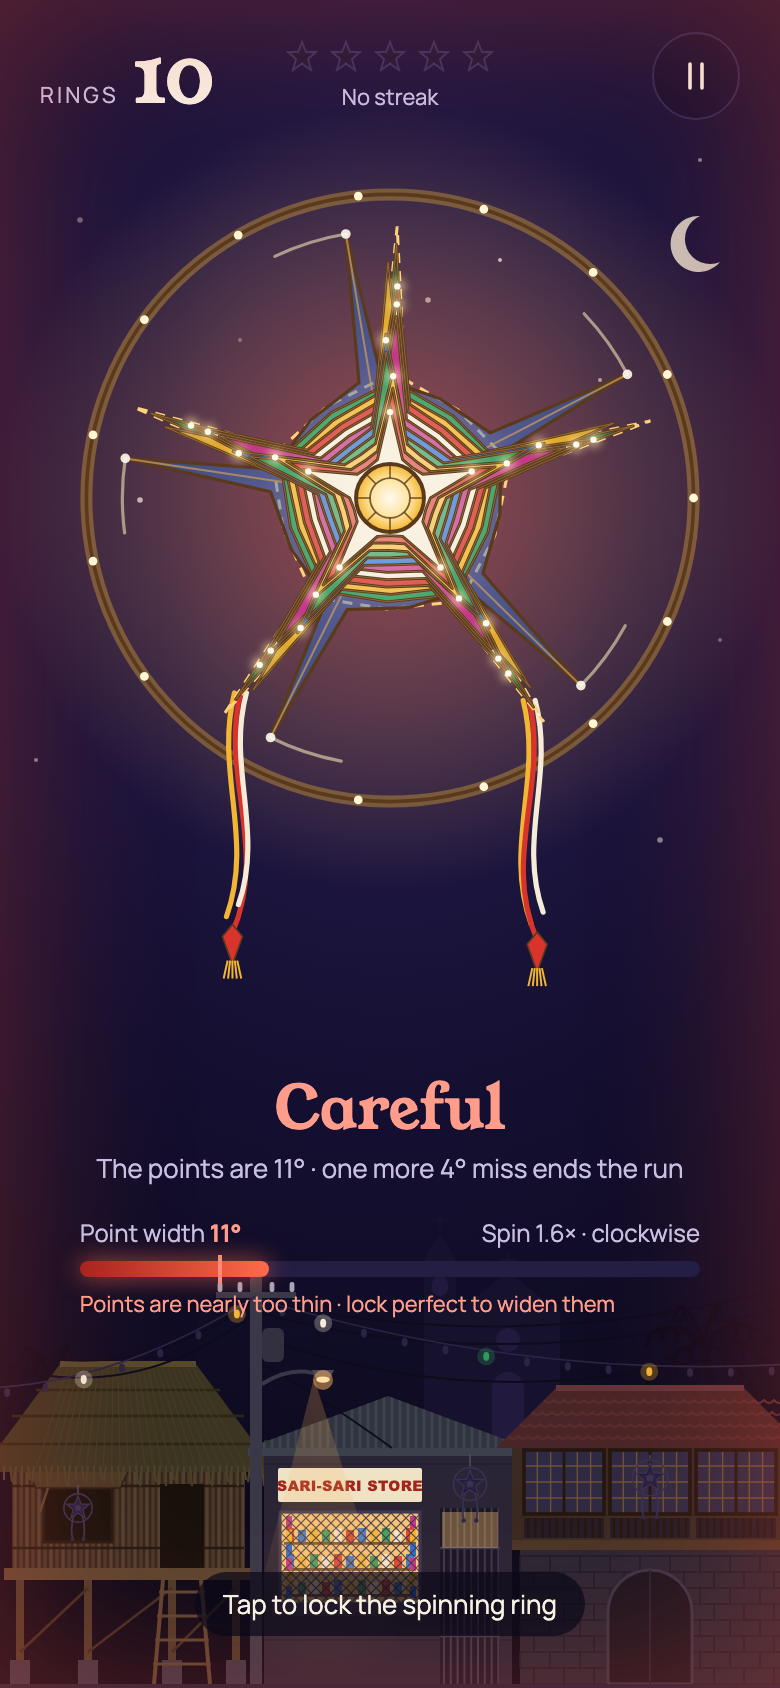 RINGS 10
No streak
Careful
The points are 11° · one more 4° miss ends the run
Point width 11°
Spin 1.6× · clockwise
Points are nearly too thin · lock perfect to widen them
SARI-SARI STORE
Tap to lock the spinning ring